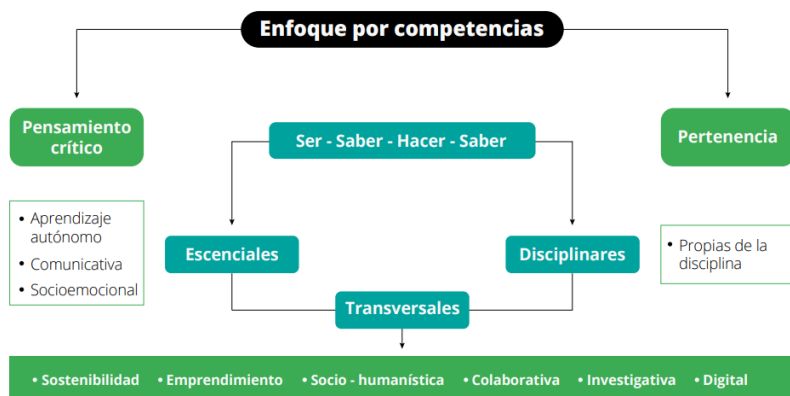 Enfoque por competencias
Pensamiento
crítico
Ser - Saber - Hacer - Saber
Pertenencia
• Aprendizaje
autónomo
• Comunicativa
• Socioemocional
Escenciales
Disciplinares
• Propias de la
disciplina
Transversales
• Sostenibilidad • Emprendimiento • Socio - humanística • Colaborativa • Investigativa • Digital